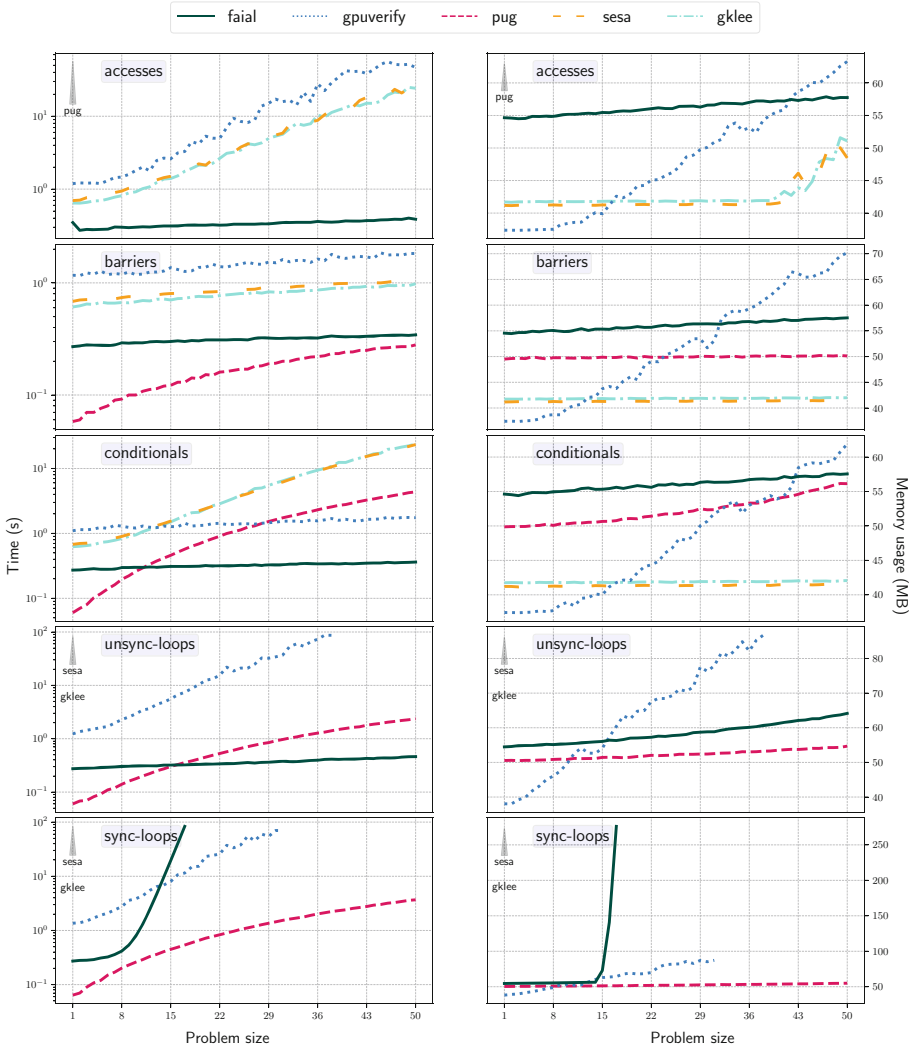 faial gpuverify pug sesa gklee
accesses
pug
10¹
10⁰
accesses
pug
60
55
50
45
40
barriers
10⁰
10⁻¹
barriers
70
65
60
55
50
45
40
conditionals
10¹
10⁰
10⁻¹
conditionals
60
55
50
45
40
Time (s)
Memory usage (MB)
unsync-loops
sesa
gklee
10²
10¹
10⁰
10⁻¹
unsync-loops
sesa
gklee
80
70
60
50
40
sync-loops
sesa
gklee
10²
10¹
10⁰
10⁻¹
1 8 15 22 29 36 43 50
Problem size
sync-loops
sesa
gklee
250
200
150
100
50
1 8 15 22 29 36 43 50
Problem size